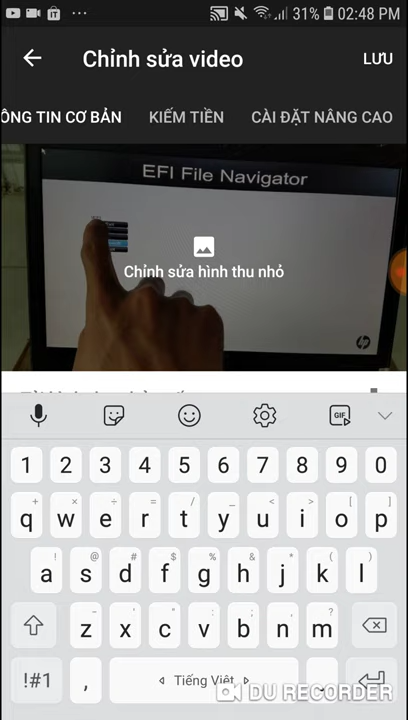 31% 02:48 PM
Chỉnh sửa video LƯU
ÔNG TIN CƠ BẢN KIẾM TIỀN CÀI ĐẶT NÂNG CAO
EFI File Navigator
Chỉnh sửa hình thu nhỏ
hp
GIF
1 2 3 4 5 6 7 8 9 0
q w e r t y u i o p
a s d f g h j k l
z x c v b n m
!#1 , Tiếng Việt .
DU RECORDER